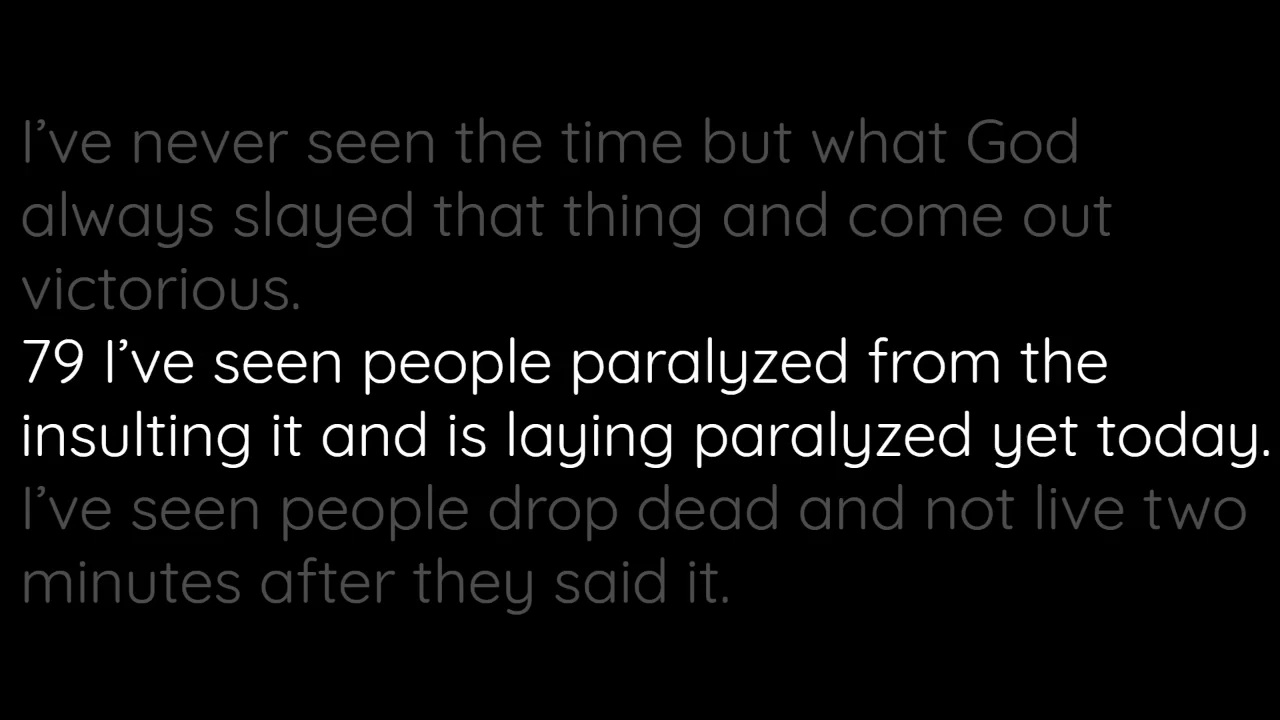 I’ve never seen the time but what God
always slayed that thing and come out
victorious.
79 I’ve seen people paralyzed from the
insulting it and is laying paralyzed yet today.
I’ve seen people drop dead and not live two
minutes after they said it.